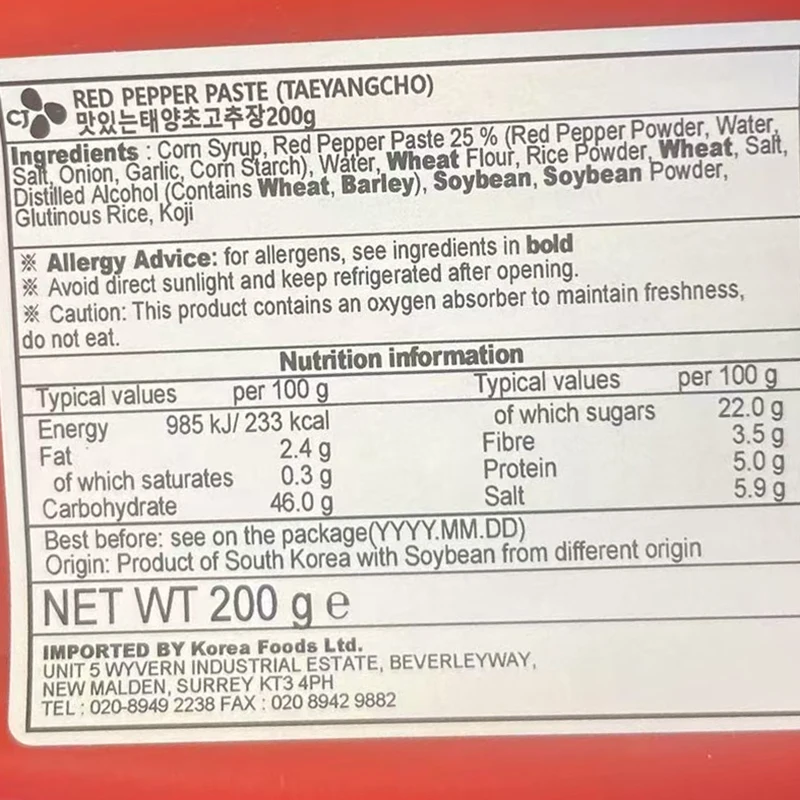 CJ
RED PEPPER PASTE (TAEYANGCHO)
맛있는태양초고추장200g
Ingredients : Corn Syrup, Red Pepper Paste 25 % (Red Pepper Powder, Water,
Salt, Onion, Garlic, Corn Starch), Water, Wheat Flour, Rice Powder, Wheat, Salt,
Distilled Alcohol (Contains Wheat, Barley), Soybean, Soybean Powder,
Glutinous Rice, Koji
※ Allergy Advice: for allergens, see ingredients in bold
※ Avoid direct sunlight and keep refrigerated after opening.
※ Caution: This product contains an oxygen absorber to maintain freshness,
do not eat.
Nutrition information
Typical values per 100 g Typical values per 100 g
Energy 985 kJ/ 233 kcal of which sugars 22.0 g
Fat 2.4 g Fibre 3.5 g
of which saturates 0.3 g Protein 5.0 g
Carbohydrate 46.0 g Salt 5.9 g
Best before: see on the package(YYYY.MM.DD)
Origin: Product of South Korea with Soybean from different origin
NET WT 200 g e
IMPORTED BY Korea Foods Ltd.
UNIT 5 WYVERN INDUSTRIAL ESTATE, BEVERLEYWAY,
NEW MALDEN, SURREY KT3 4PH
TEL : 020-8949 2238 FAX : 020 8942 9882